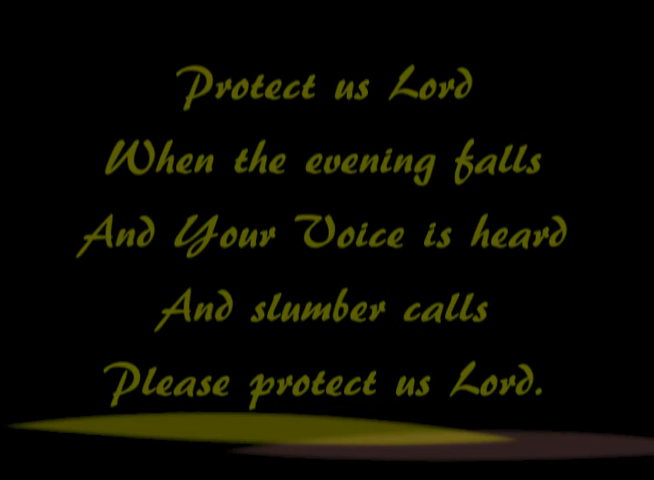 Protect us Lord
When the evening falls
And Your Voice is heard
And slumber calls
Please protect us Lord.